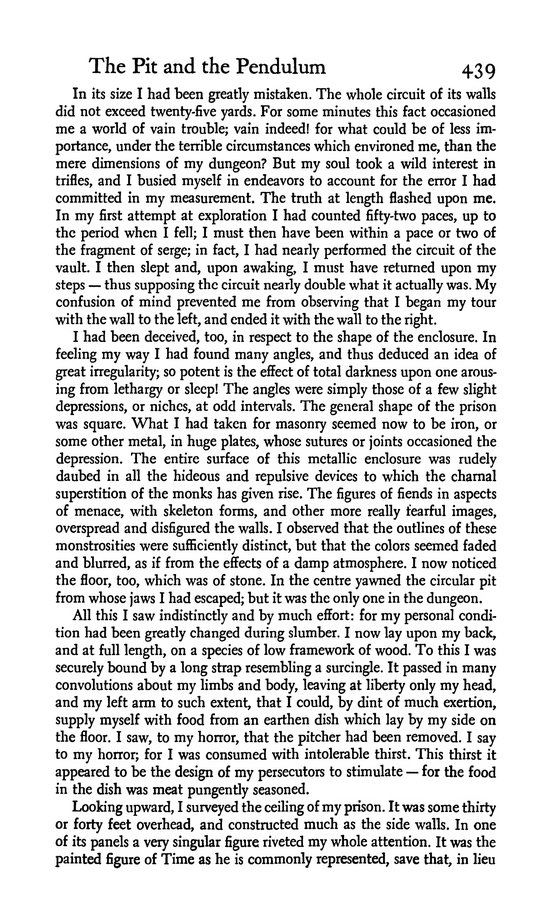 The Pit and the Pendulum 439
In its size I had been greatly mistaken. The whole circuit of its walls
did not exceed twenty-five yards. For some minutes this fact occasioned
me a world of vain trouble; vain indeed! for what could be of less im-
portance, under the terrible circumstances which environed me, than the
mere dimensions of my dungeon? But my soul took a wild interest in
trifles, and I busied myself in endeavors to account for the error I had
committed in my measurement. The truth at length flashed upon me.
In my first attempt at exploration I had counted fifty-two paces, up to
the period when I fell; I must then have been within a pace or two of
the fragment of serge; in fact, I had nearly performed the circuit of the
vault. I then slept and, upon awaking, I must have returned upon my
steps — thus supposing the circuit nearly double what it actually was. My
confusion of mind prevented me from observing that I began my tour
with the wall to the left, and ended it with the wall to the right.
I had been deceived, too, in respect to the shape of the enclosure. In
feeling my way I had found many angles, and thus deduced an idea of
great irregularity; so potent is the effect of total darkness upon one arous-
ing from lethargy or sleep! The angles were simply those of a few slight
depressions, or niches, at odd intervals. The general shape of the prison
was square. What I had taken for masonry seemed now to be iron, or
some other metal, in huge plates, whose sutures or joints occasioned the
depression. The entire surface of this metallic enclosure was rudely
daubed in all the hideous and repulsive devices to which the charnal
superstition of the monks has given rise. The figures of fiends in aspects
of menace, with skeleton forms, and other more really fearful images,
overspread and disfigured the walls. I observed that the outlines of these
monstrosities were sufficiently distinct, but that the colors seemed faded
and blurred, as if from the effects of a damp atmosphere. I now noticed
the floor, too, which was of stone. In the centre yawned the circular pit
from whose jaws I had escaped; but it was the only one in the dungeon.
All this I saw indistinctly and by much effort: for my personal condi-
tion had been greatly changed during slumber. I now lay upon my back,
and at full length, on a species of low framework of wood. To this I was
securely bound by a long strap resembling a surcingle. It passed in many
convolutions about my limbs and body, leaving at liberty only my head,
and my left arm to such extent, that I could, by dint of much exertion,
supply myself with food from an earthen dish which lay by my side on
the floor. I saw, to my horror, that the pitcher had been removed. I say
to my horror; for I was consumed with intolerable thirst. This thirst it
appeared to be the design of my persecutors to stimulate — for the food
in the dish was meat pungently seasoned.
Looking upward, I surveyed the ceiling of my prison. It was some thirty
or forty feet overhead, and constructed much as the side walls. In one
of its panels a very singular figure riveted my whole attention. It was the
painted figure of Time as he is commonly represented, save that, in lieu